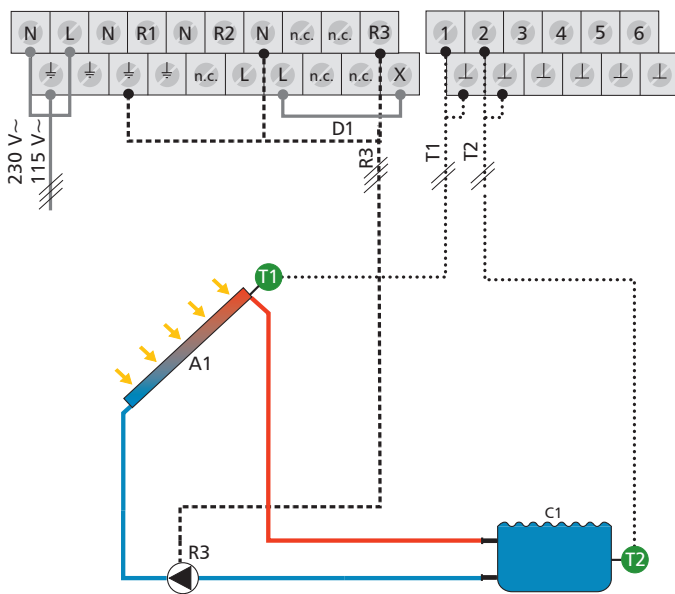 N L N R1 N R2 N n.c. n.c. R3
1 2 3 4 5 6
n.c. L L n.c. n.c. X
D1
230 V~
115 V~
R3
T1
T2
T1
A1
R3
C1
T2